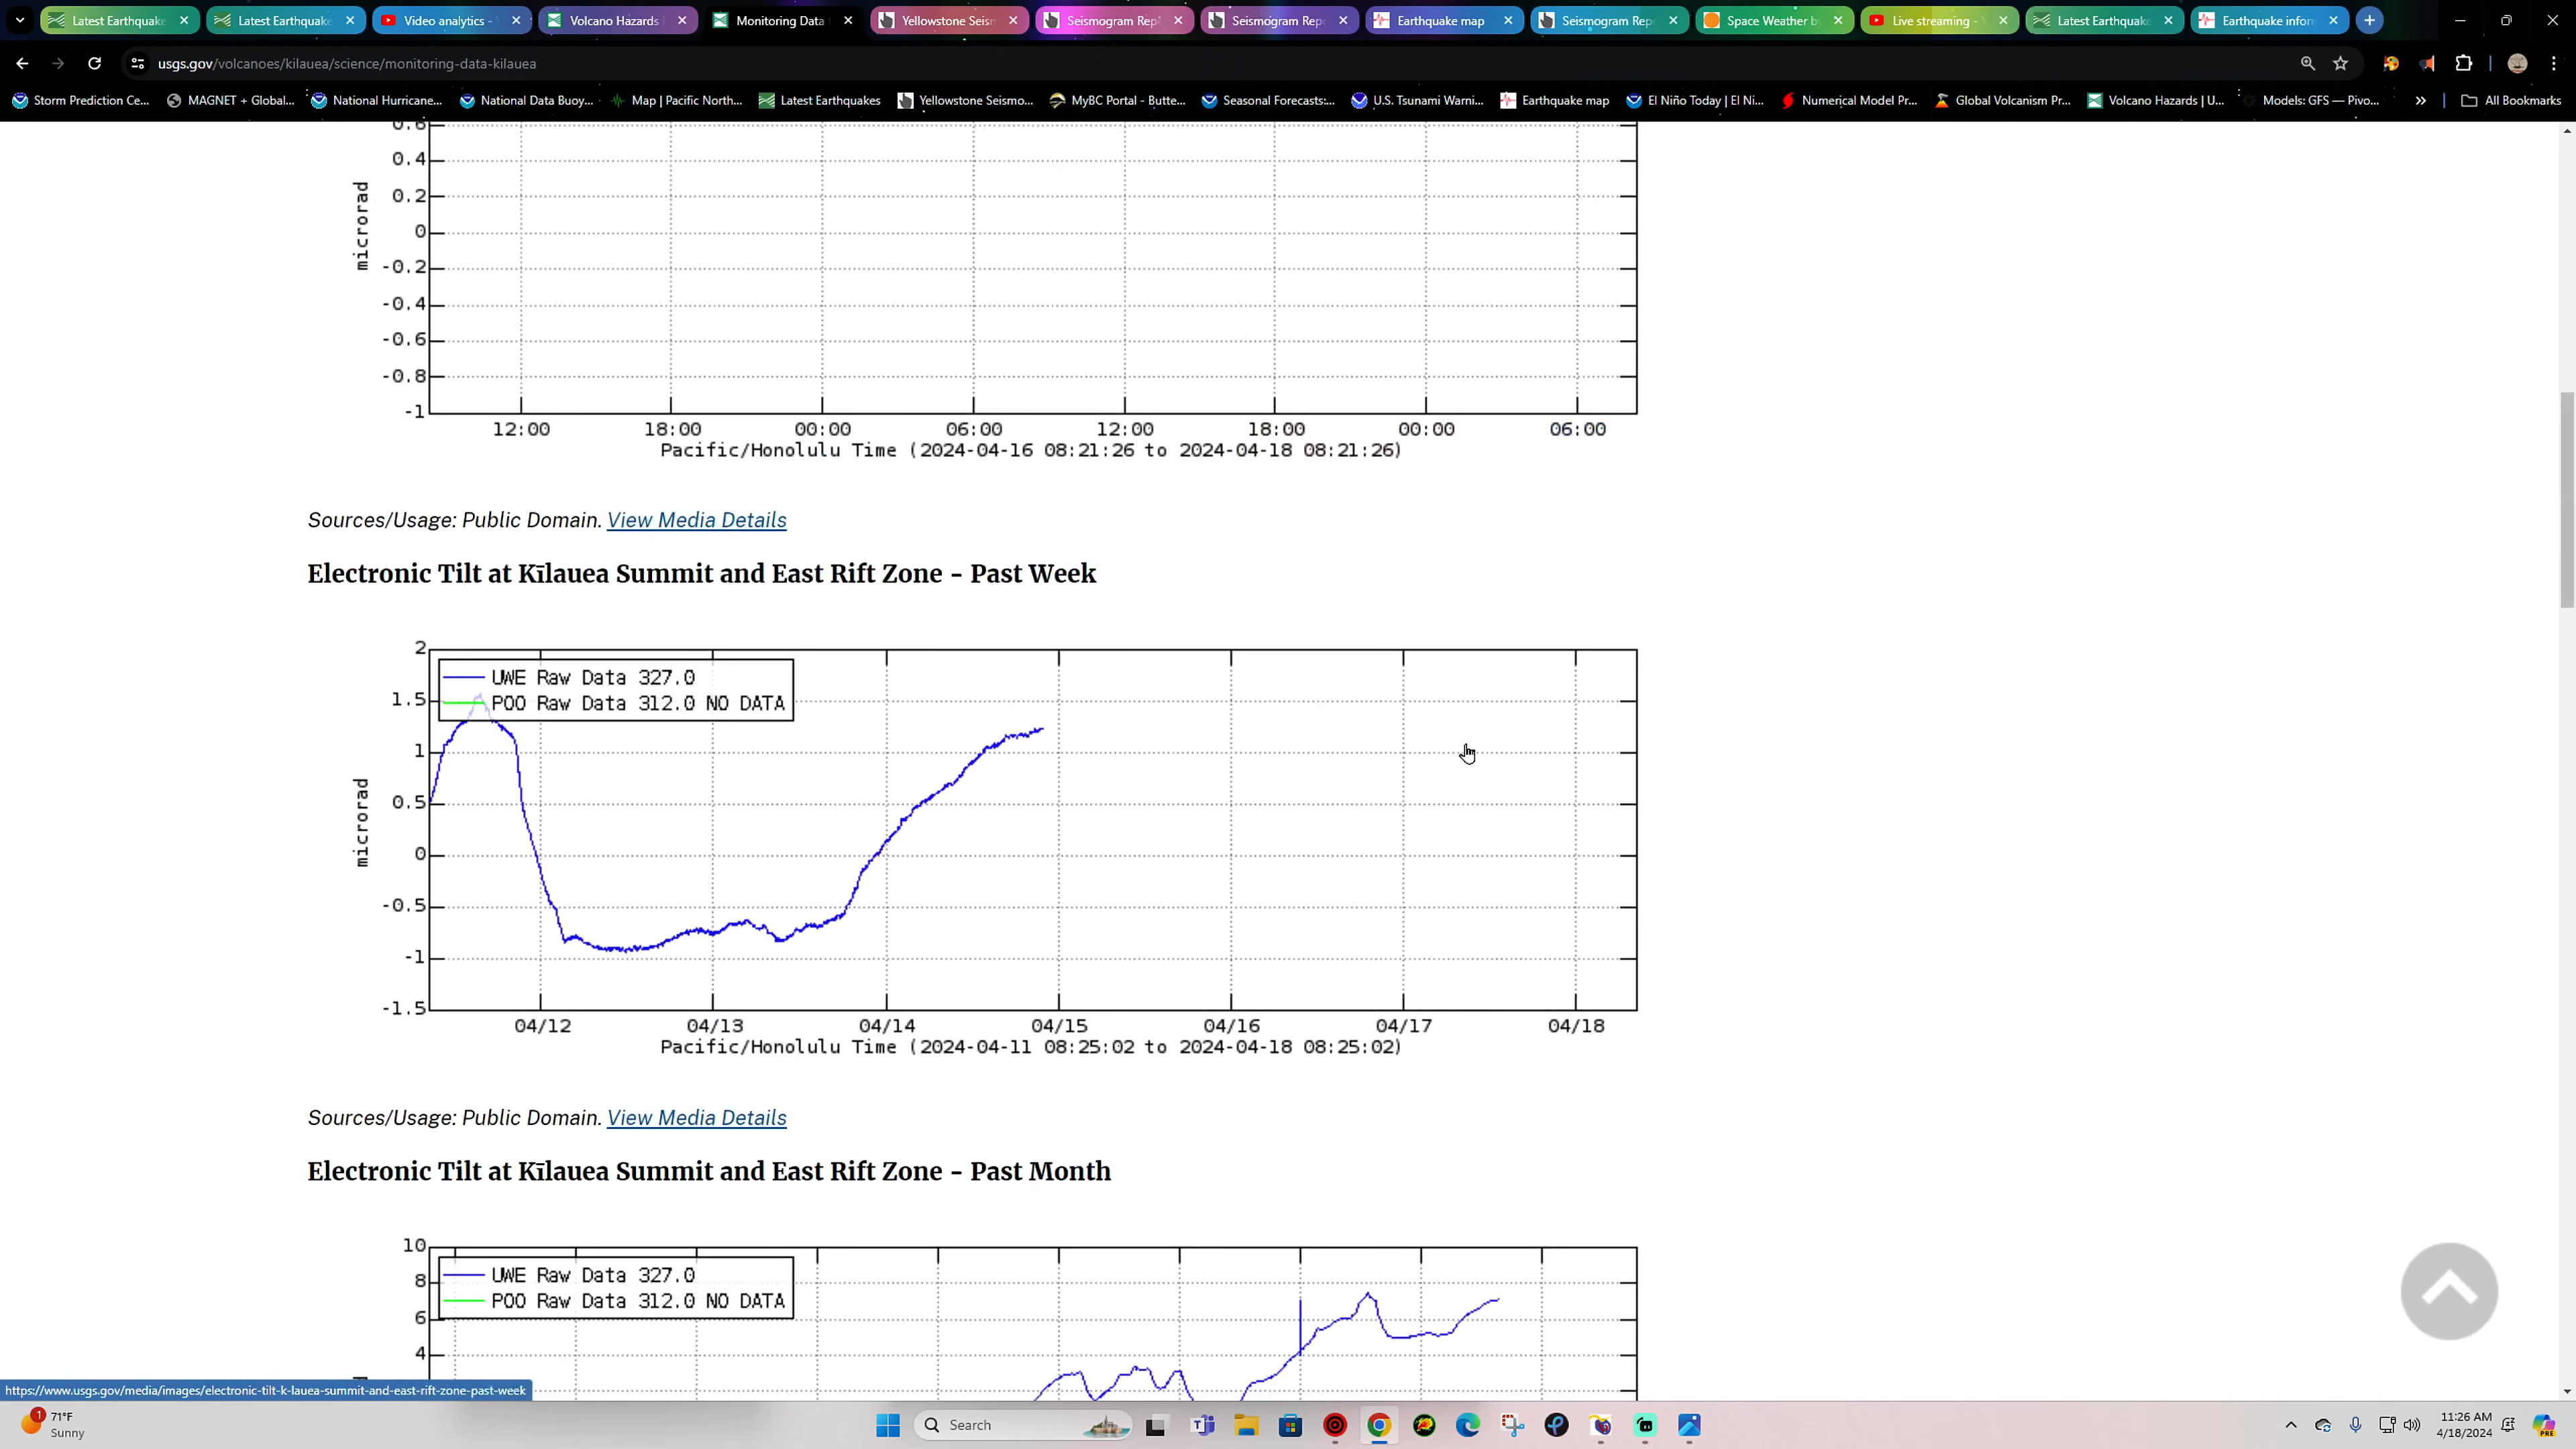 Latest Earthquake
Latest Earthquake
Video analytics -
Volcano Hazards
Monitoring Data
Yellowstone Seism
Seismogram Rep
Seismogram Rep
Earthquake map
Seismogram Rep
Space Weather by
Live streaming -
Latest Earthquake
Earthquake infor
usgs.gov/volcanoes/kilauea/science/monitoring-data-kilauea
Storm Prediction Ce...
MAGNET + Global...
National Hurricane...
National Data Buoy...
Map | Pacific North...
Latest Earthquakes
Yellowstone Seismo...
MyBC Portal - Butte...
Seasonal Forecasts:...
U.S. Tsunami Warni...
Earthquake map
El Niño Today | El Ni...
Numerical Model Pr...
Global Volcanism Pr...
Volcano Hazards | U...
Models: GFS — Pivo...
All Bookmarks
0.6
0.4
0.2
0
-0.2
-0.4
-0.6
-0.8
-1
microrad
12:00 18:00 00:00 06:00 12:00 18:00 00:00 06:00
Pacific/Honolulu Time (2024-04-16 08:21:26 to 2024-04-18 08:21:26)
Sources/Usage: Public Domain. View Media Details
Electronic Tilt at Kīlauea Summit and East Rift Zone - Past Week
UWE Raw Data 327.0
POO Raw Data 312.0 NO DATA
2
1.5
1
0.5
0
-0.5
-1
-1.5
microrad
04/12 04/13 04/14 04/15 04/16 04/17 04/18
Pacific/Honolulu Time (2024-04-11 08:25:02 to 2024-04-18 08:25:02)
Sources/Usage: Public Domain. View Media Details
Electronic Tilt at Kīlauea Summit and East Rift Zone - Past Month
UWE Raw Data 327.0
POO Raw Data 312.0 NO DATA
10
8
6
4
https://www.usgs.gov/media/images/electronic-tilt-k-lauea-summit-and-east-rift-zone-past-week
1
71°F
Sunny
Search
11:26 AM
4/18/2024
PRE